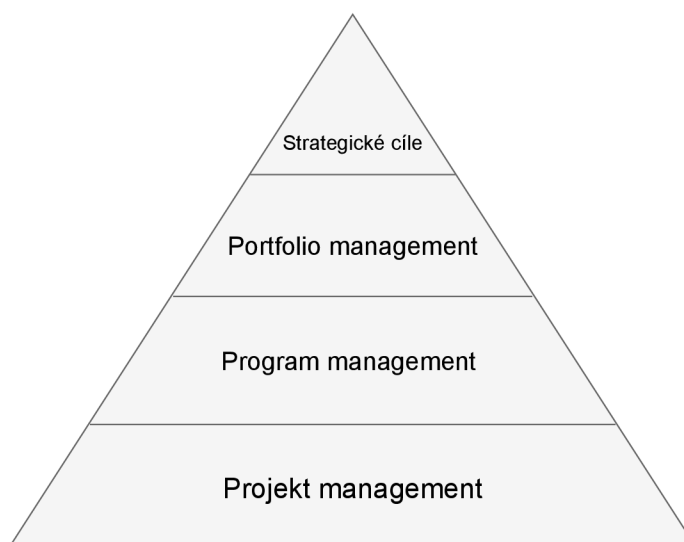 Strategické cíle
Portfolio management
Program management
Projekt management